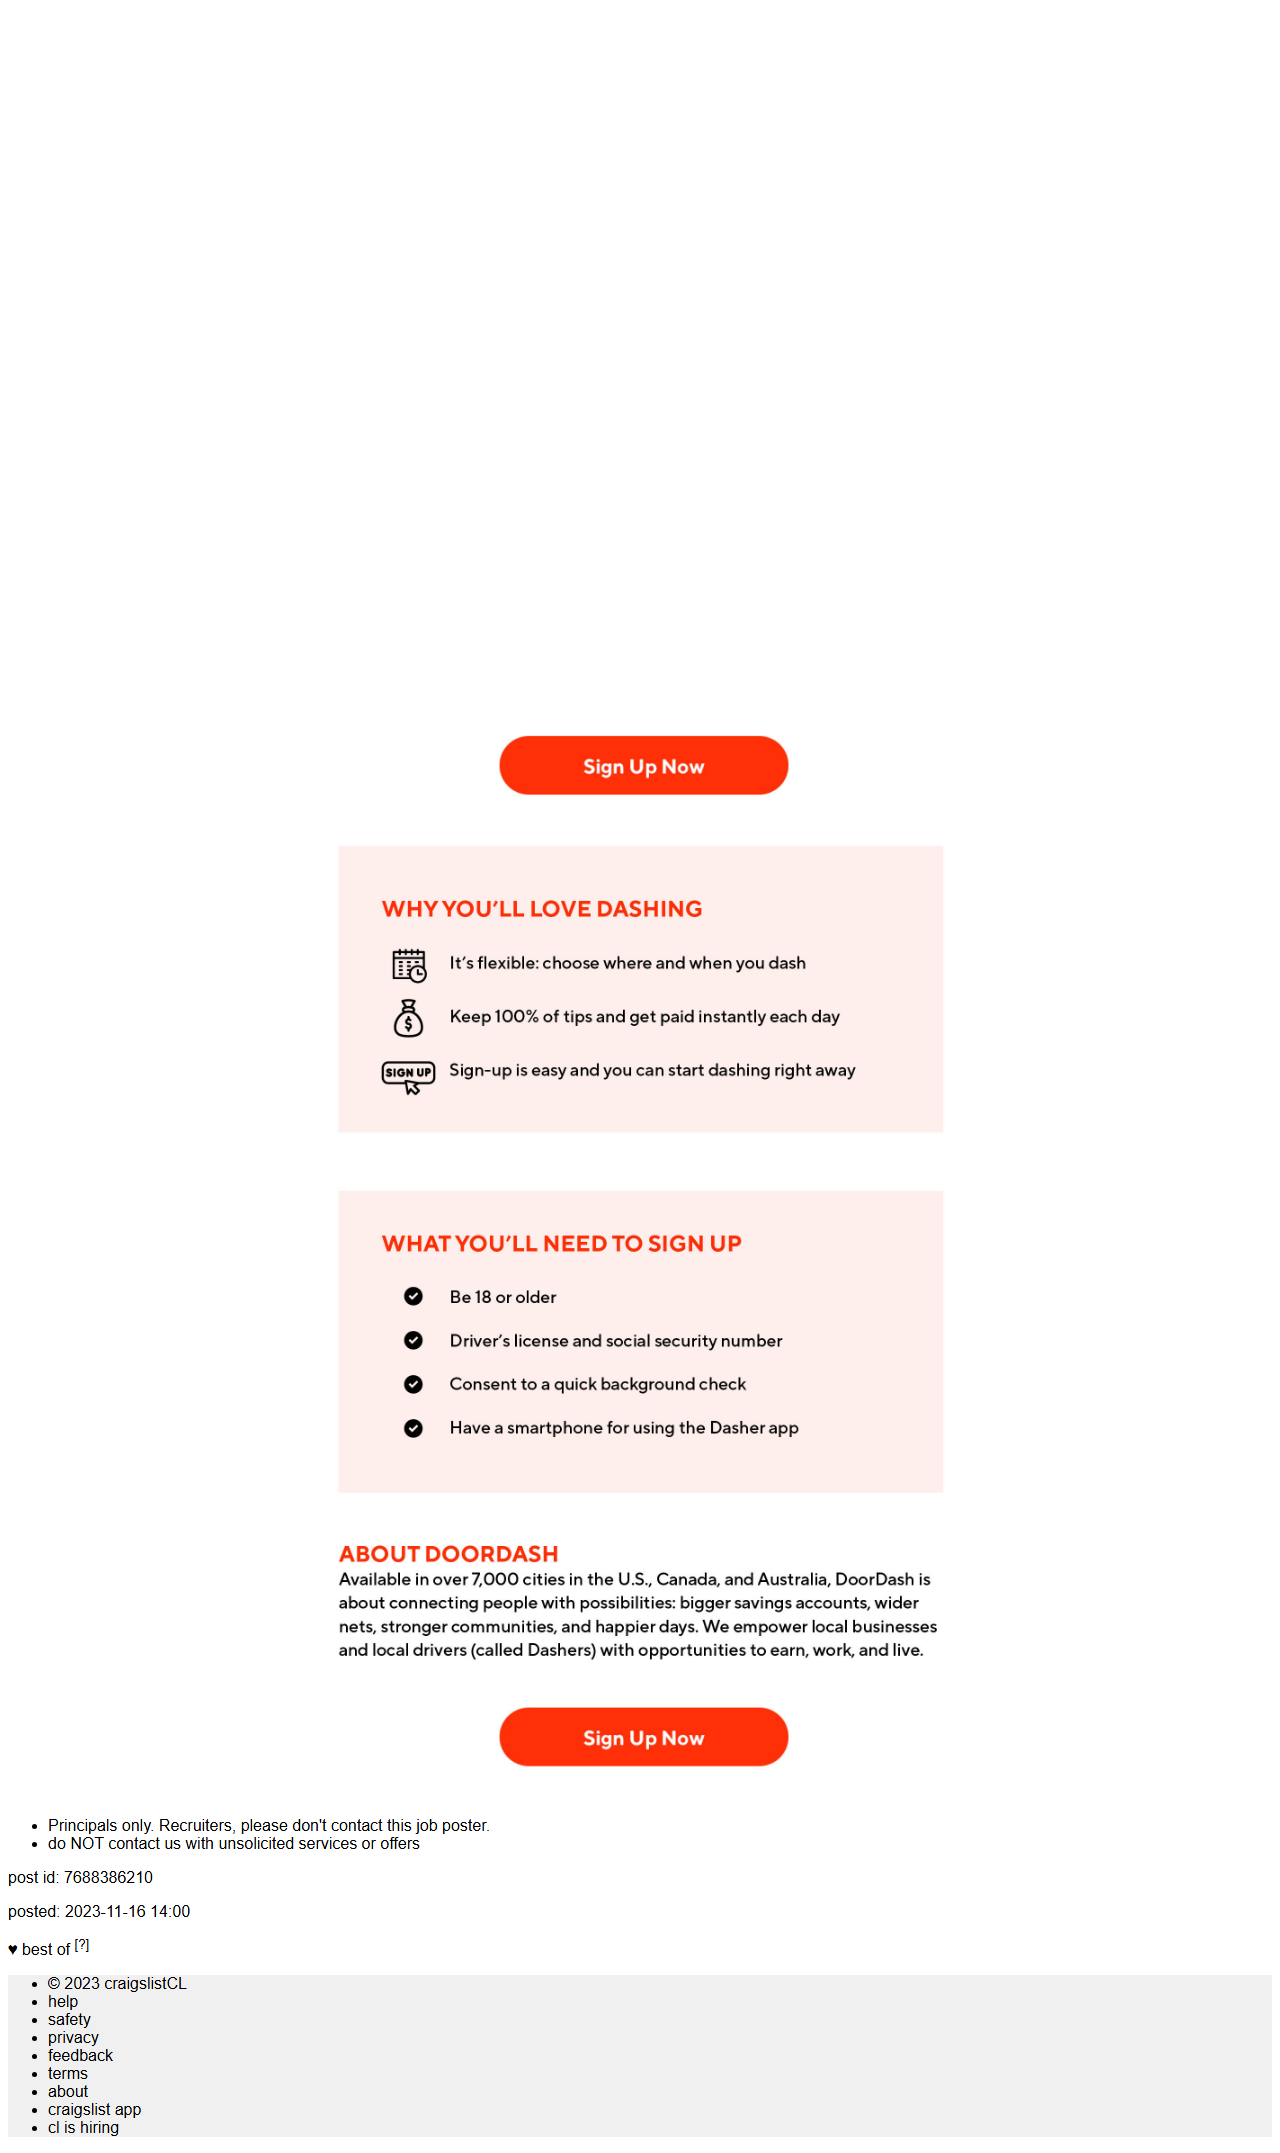 Sign Up Now
WHY YOU'LL LOVE DASHING
It's flexible: choose where and when you dash
Keep 100% of tips and get paid instantly each day
SIGN UP
Sign-up is easy and you can start dashing right away
WHAT YOU'LL NEED TO SIGN UP
Be 18 or older
Driver's license and social security number
Consent to a quick background check
Have a smartphone for using the Dasher app
ABOUT DOORDASH
Available in over 7,000 cities in the U.S., Canada, and Australia, DoorDash is
about connecting people with possibilities: bigger savings accounts, wider
nets, stronger communities, and happier days. We empower local businesses
and local drivers (called Dashers) with opportunities to earn, work, and live.
Sign Up Now
• Principals only. Recruiters, please don't contact this job poster.
• do NOT contact us with unsolicited services or offers
post id: 7688386210
posted: 2023-11-16 14:00
♥ best of [?]
• © 2023 craigslistCL
• help
• safety
• privacy
• feedback
• terms
• about
• craigslist app
• cl is hiring